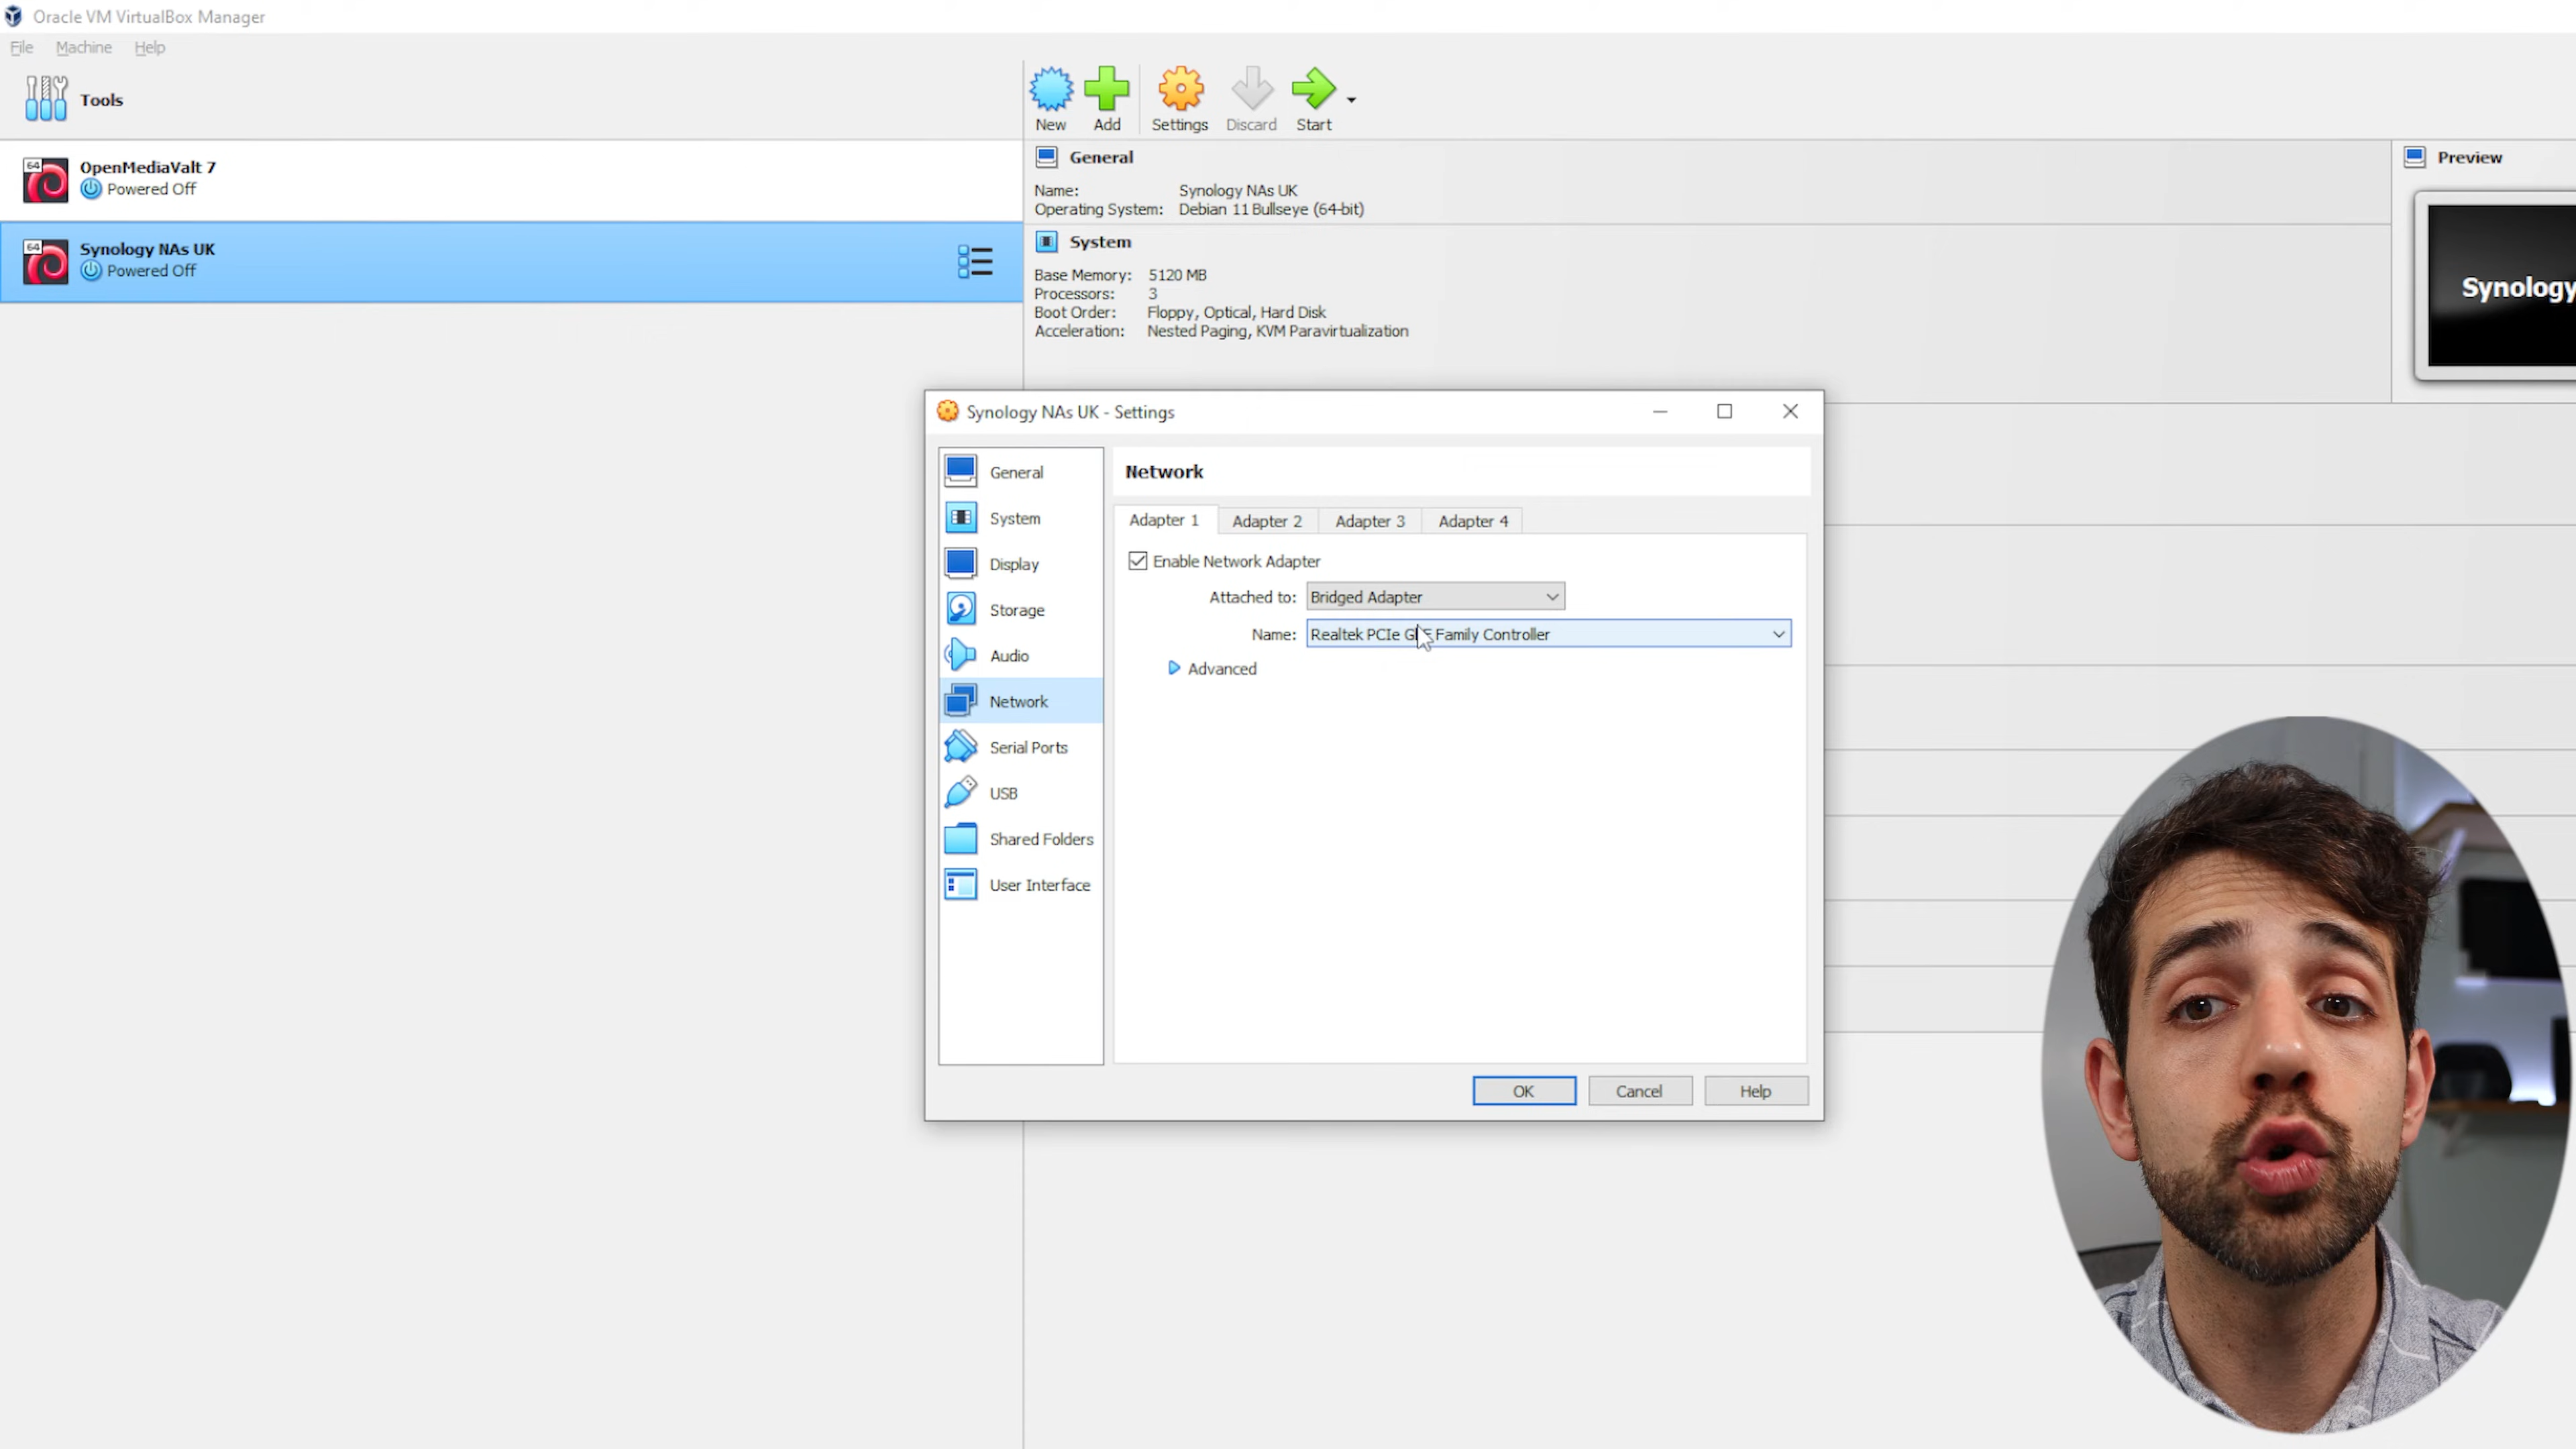 Oracle VM VirtualBox Manager
File Machine Help
Tools
New Add Settings Discard Start
64 OpenMediaValt 7
Powered Off
64 Synology NAs UK
Powered Off
General
Name: Synology NAs UK
Operating System: Debian 11 Bullseye (64-bit)
System
Base Memory: 5120 MB
Processors: 3
Boot Order: Floppy, Optical, Hard Disk
Acceleration: Nested Paging, KVM Paravirtualization
Preview
Synology
Synology NAs UK - Settings
General
System
Display
Storage
Audio
Network
Serial Ports
USB
Shared Folders
User Interface
Network
Adapter 1 Adapter 2 Adapter 3 Adapter 4
Enable Network Adapter
Attached to: Bridged Adapter
Name: Realtek PCIe Family Controller
Advanced
OK Cancel Help